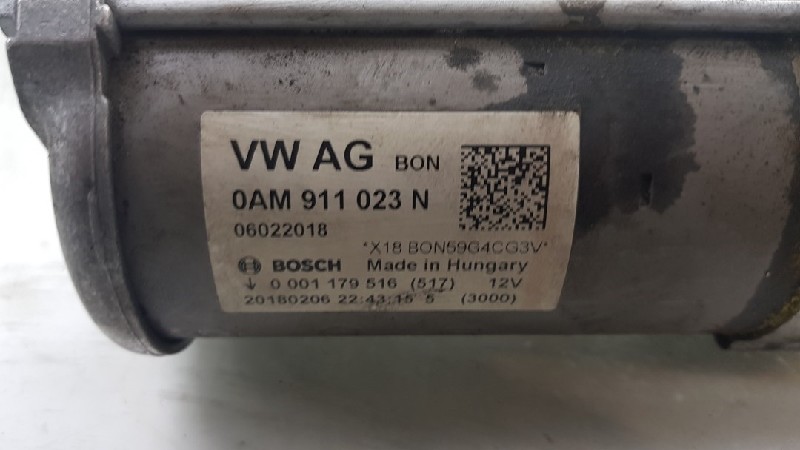 VW AG BON
0AM 911 023 N
06022018
*X18 BON59G4CG3V*
BOSCH Made in Hungary
↓ 0 001 179 516 (517) 12V
20180206 22:43:15 5 (3000)